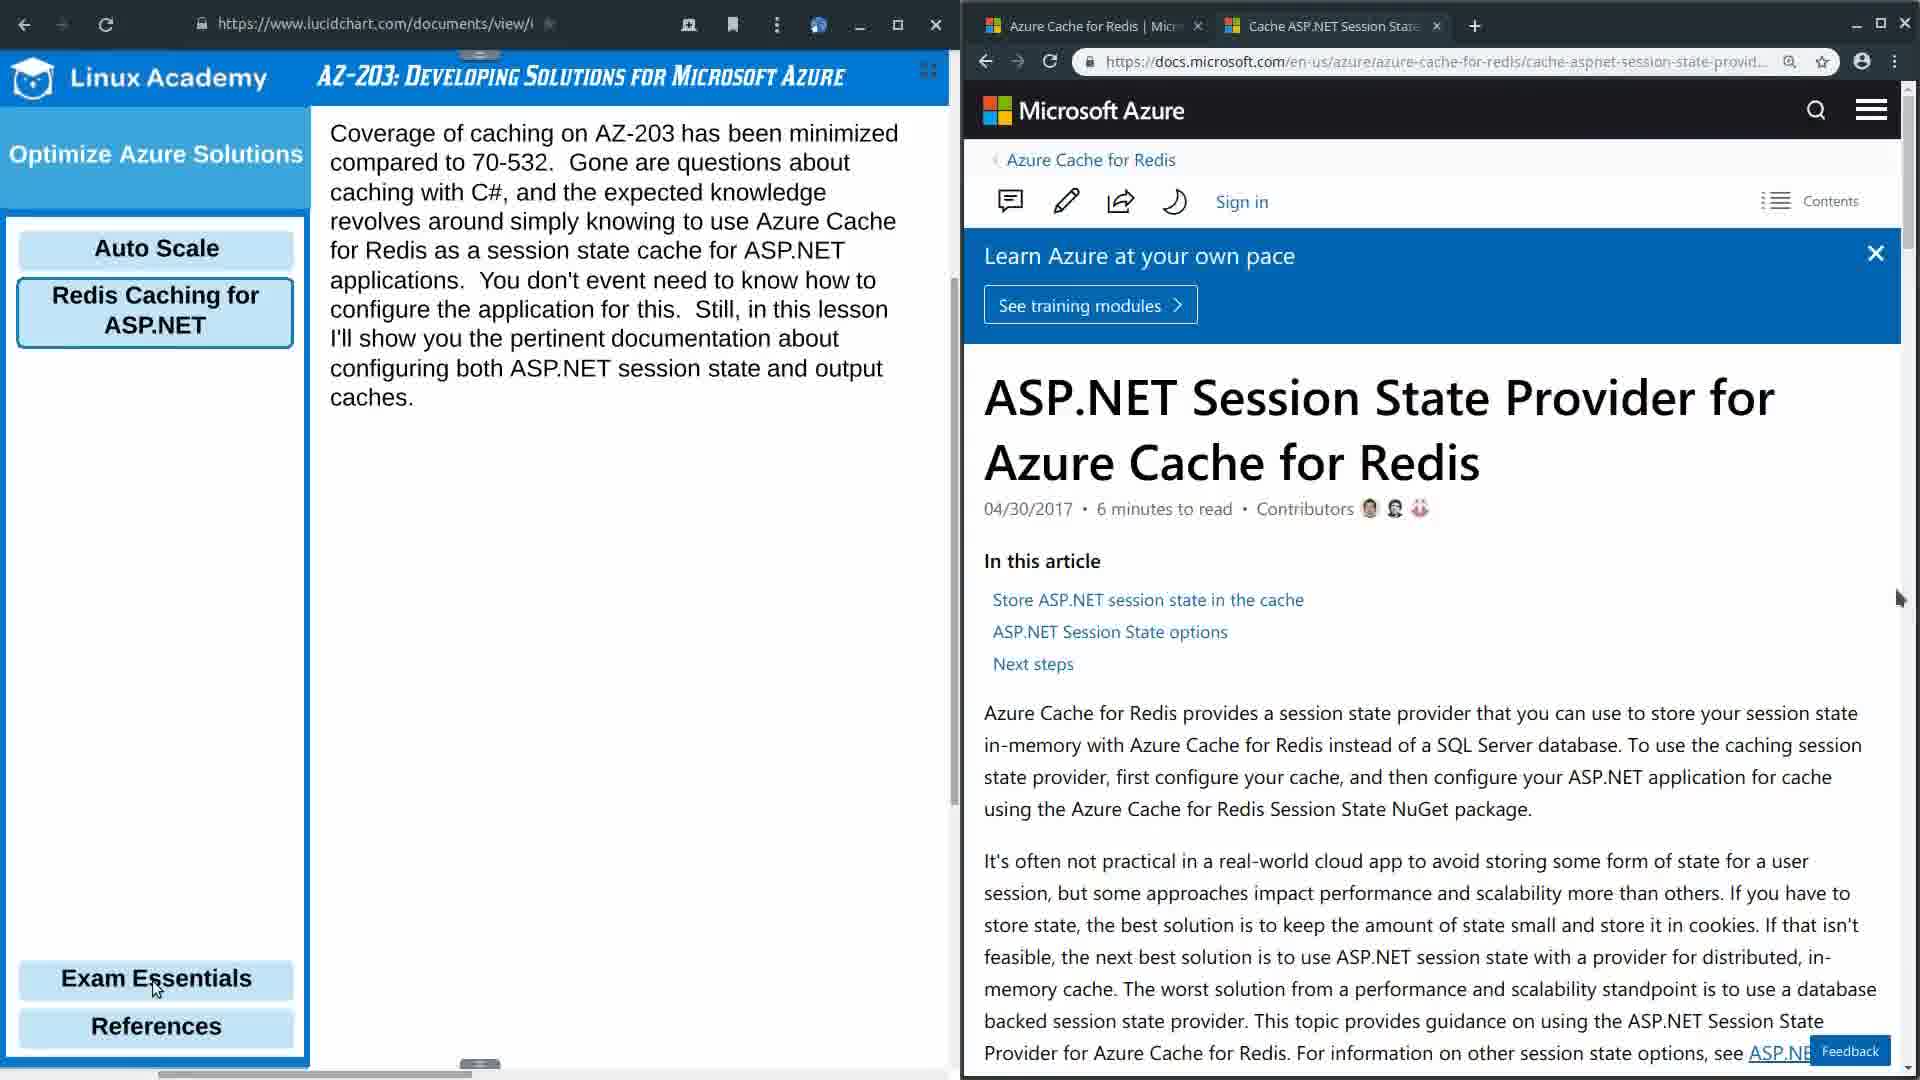 https://www.lucidchart.com/documents/view/
Linux Academy
AZ-203: Developing Solutions for Microsoft Azure
Optimize Azure Solutions
Auto Scale
Redis Caching for
ASP.NET
Exam Essentials
References
Coverage of caching on AZ-203 has been minimized
compared to 70-532.  Gone are questions about
caching with C#, and the expected knowledge
revolves around simply knowing to use Azure Cache
for Redis as a session state cache for ASP.NET
applications.  You don't event need to know how to
configure the application for this.  Still, in this lesson
I'll show you the pertinent documentation about
configuring both ASP.NET session state and output
caches.
Azure Cache for Redis | Micr
Cache ASP.NET Session State
https://docs.microsoft.com/en-us/azure/azure-cache-for-redis/cache-aspnet-session-state-provid...
Microsoft Azure
Azure Cache for Redis
Sign in
Contents
Learn Azure at your own pace
See training modules
ASP.NET Session State Provider for
Azure Cache for Redis
04/30/2017 • 6 minutes to read • Contributors
In this article
Store ASP.NET session state in the cache
ASP.NET Session State options
Next steps
Azure Cache for Redis provides a session state provider that you can use to store your session state
in-memory with Azure Cache for Redis instead of a SQL Server database. To use the caching session
state provider, first configure your cache, and then configure your ASP.NET application for cache
using the Azure Cache for Redis Session State NuGet package.
It's often not practical in a real-world cloud app to avoid storing some form of state for a user
session, but some approaches impact performance and scalability more than others. If you have to
store state, the best solution is to keep the amount of state small and store it in cookies. If that isn't
feasible, the next best solution is to use ASP.NET session state with a provider for distributed, in-
memory cache. The worst solution from a performance and scalability standpoint is to use a database
backed session state provider. This topic provides guidance on using the ASP.NET Session State
Provider for Azure Cache for Redis. For information on other session state options, see ASP.NE
Feedback